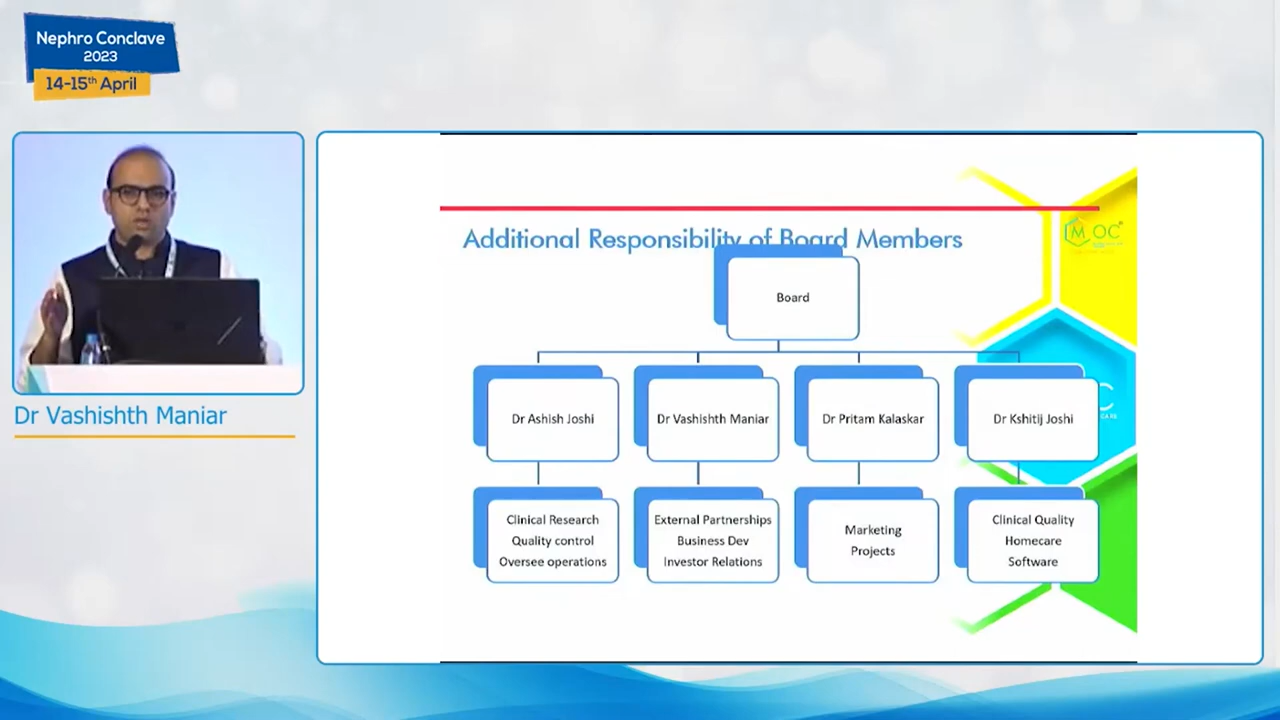 Nephro Conclave
2023
14-15th April
Dr Vashishth Maniar
Additional Responsibility of Board Members
M OC
Board
Dr Ashish Joshi
Dr Vashishth Maniar
Dr Pritam Kalaskar
Dr Kshitij Joshi
C
CARE
Clinical Research
Quality control
Oversee operations
External Partnerships
Business Dev
Investor Relations
Marketing
Projects
Clinical Quality
Homecare
Software